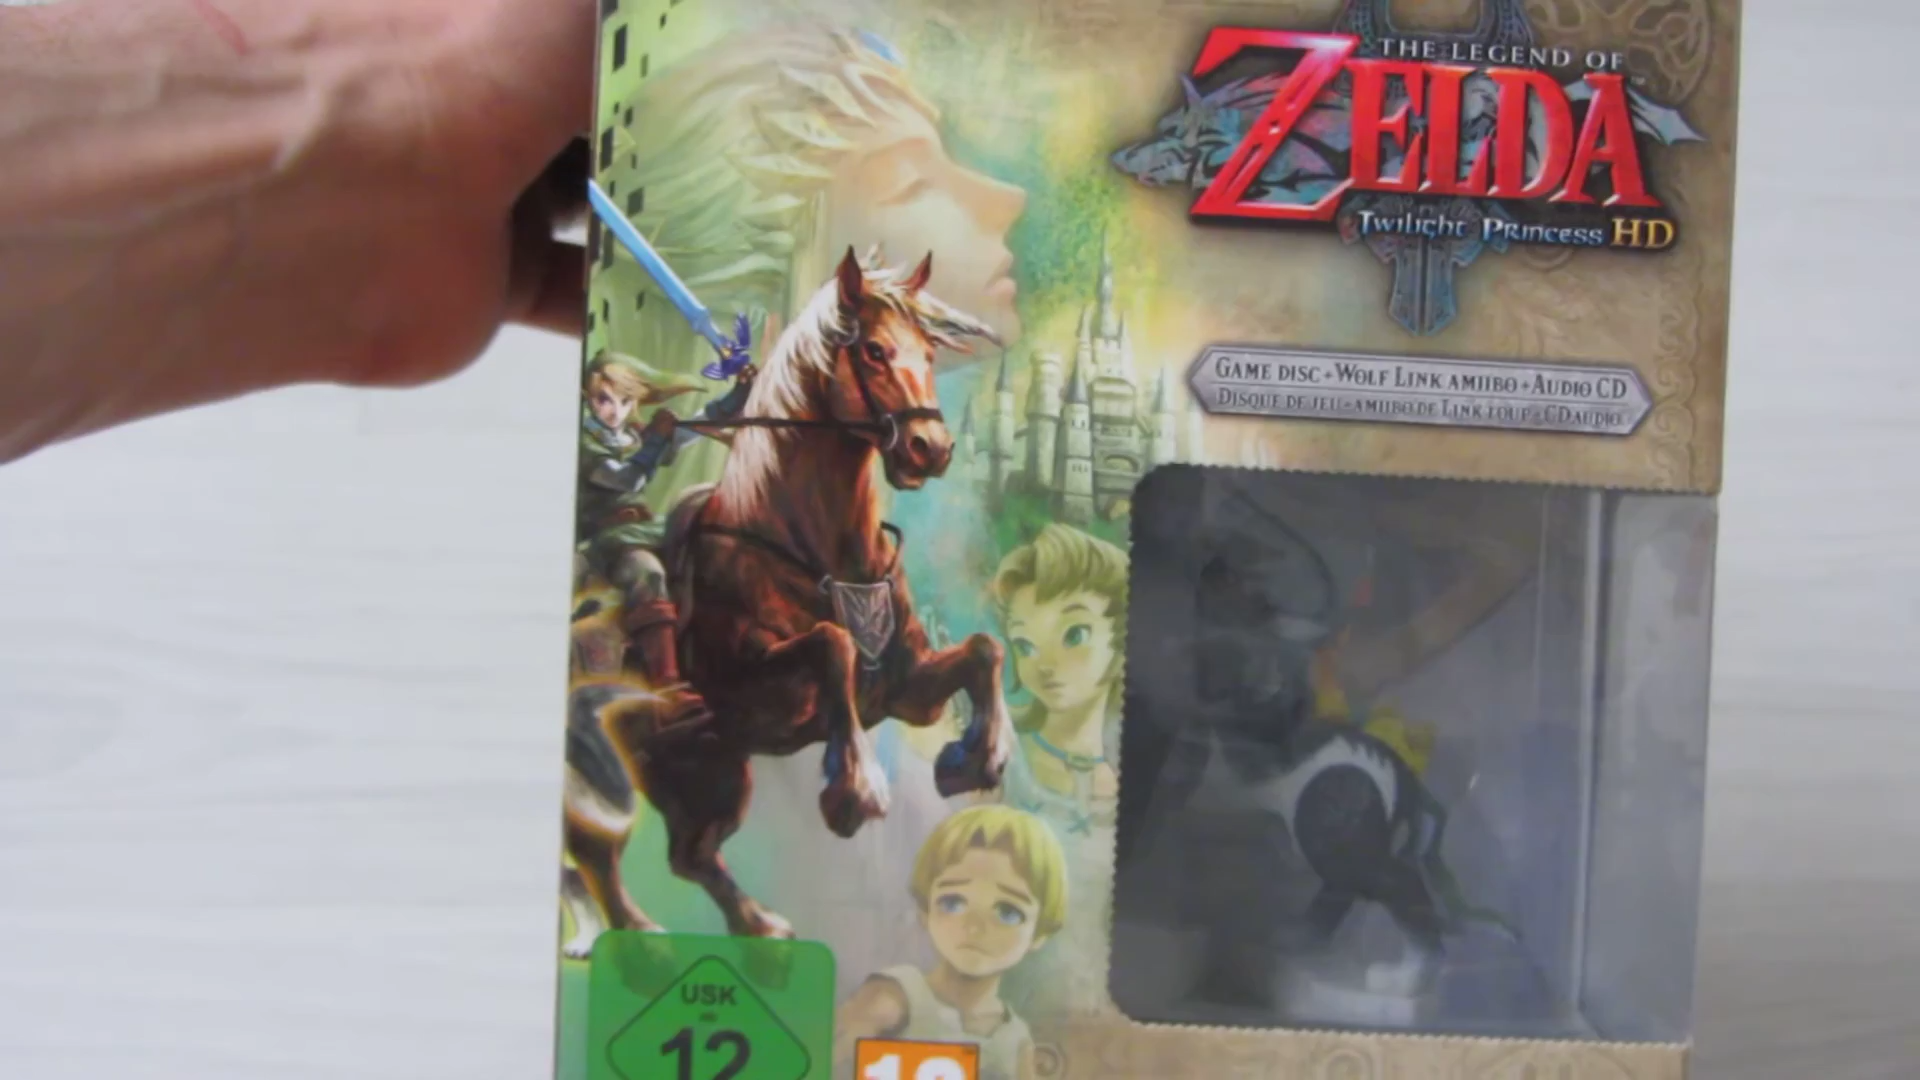 THE LEGEND OF
ZELDA
TWILIGHT PRINCESS HD
GAME DISC + WOLF LINK AMIIBO + AUDIO CD
DISQUE DE JEU + AMIIBO DE LINK LOUP + CD AUDIO
USK
12